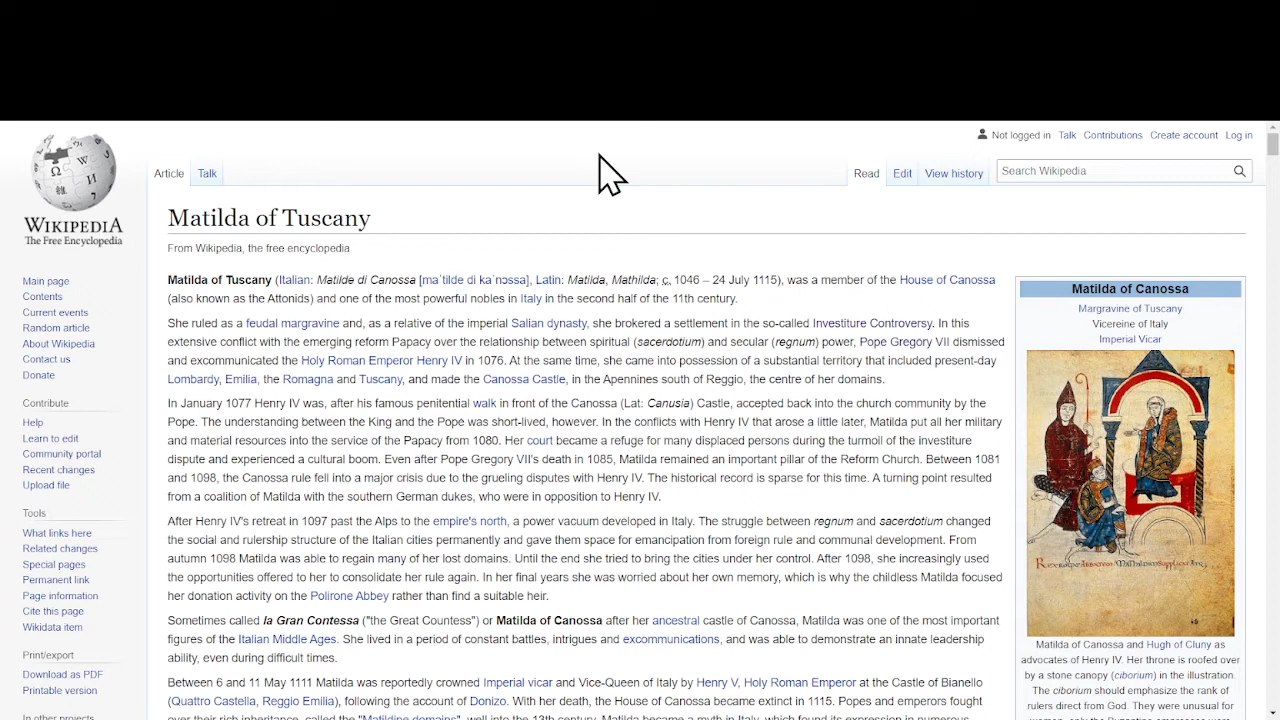 Not logged in Talk Contributions Create account Log in
Article Talk Read Edit View history Search Wikipedia
WIKIPEDIA
The Free Encyclopedia
Main page
Contents
Current events
Random article
About Wikipedia
Contact us
Donate
Contribute
Help
Learn to edit
Community portal
Recent changes
Upload file
Tools
What links here
Related changes
Special pages
Permanent link
Page information
Cite this page
Wikidata item
Print/export
Download as PDF
Printable version
In other projects
Matilda of Tuscany
From Wikipedia, the free encyclopedia
Matilda of Tuscany (Italian: Matilde di Canossa [maˈtilde di kaˈnɔssa], Latin: Matilda, Mathilda; c. 1046 – 24 July 1115), was a member of the House of Canossa
(also known as the Attonids) and one of the most powerful nobles in Italy in the second half of the 11th century.
She ruled as a feudal margravine and, as a relative of the imperial Salian dynasty, she brokered a settlement in the so-called Investiture Controversy. In this
extensive conflict with the emerging reform Papacy over the relationship between spiritual (sacerdotium) and secular (regnum) power, Pope Gregory VII dismissed
and excommunicated the Holy Roman Emperor Henry IV in 1076. At the same time, she came into possession of a substantial territory that included present-day
Lombardy, Emilia, the Romagna and Tuscany, and made the Canossa Castle, in the Apennines south of Reggio, the centre of her domains.
In January 1077 Henry IV was, after his famous penitential walk in front of the Canossa (Lat: Canusia) Castle, accepted back into the church community by the
Pope. The understanding between the King and the Pope was short-lived, however. In the conflicts with Henry IV that arose a little later, Matilda put all her military
and material resources into the service of the Papacy from 1080. Her court became a refuge for many displaced persons during the turmoil of the investiture
dispute and experienced a cultural boom. Even after Pope Gregory VII's death in 1085, Matilda remained an important pillar of the Reform Church. Between 1081
and 1098, the Canossa rule fell into a major crisis due to the grueling disputes with Henry IV. The historical record is sparse for this time. A turning point resulted
from a coalition of Matilda with the southern German dukes, who were in opposition to Henry IV.
After Henry IV's retreat in 1097 past the Alps to the empire's north, a power vacuum developed in Italy. The struggle between regnum and sacerdotium changed
the social and rulership structure of the Italian cities permanently and gave them space for emancipation from foreign rule and communal development. From
autumn 1098 Matilda was able to regain many of her lost domains. Until the end she tried to bring the cities under her control. After 1098, she increasingly used
the opportunities offered to her to consolidate her rule again. In her final years she was worried about her own memory, which is why the childless Matilda focused
her donation activity on the Polirone Abbey rather than find a suitable heir.
Sometimes called la Gran Contessa ("the Great Countess") or Matilda of Canossa after her ancestral castle of Canossa, Matilda was one of the most important
figures of the Italian Middle Ages. She lived in a period of constant battles, intrigues and excommunications, and was able to demonstrate an innate leadership
ability, even during difficult times.
Between 6 and 11 May 1111 Matilda was reportedly crowned Imperial vicar and Vice-Queen of Italy by Henry V, Holy Roman Emperor at the Castle of Bianello
(Quattro Castella, Reggio Emilia), following the account of Donizo. With her death, the House of Canossa became extinct in 1115. Popes and emperors fought
over their rich inheritance, called the "Matildine domains", well into the 13th century. Matilda became a myth in Italy, which found its expression in numerous
Matilda of Canossa
Margravine of Tuscany
Vicereine of Italy
Imperial Vicar
Matilda of Canossa and Hugh of Cluny as
advocates of Henry IV. Her throne is roofed over
by a stone canopy (ciborium) in the illustration.
The ciborium should emphasize the rank of
rulers direct from God. They were unusual for